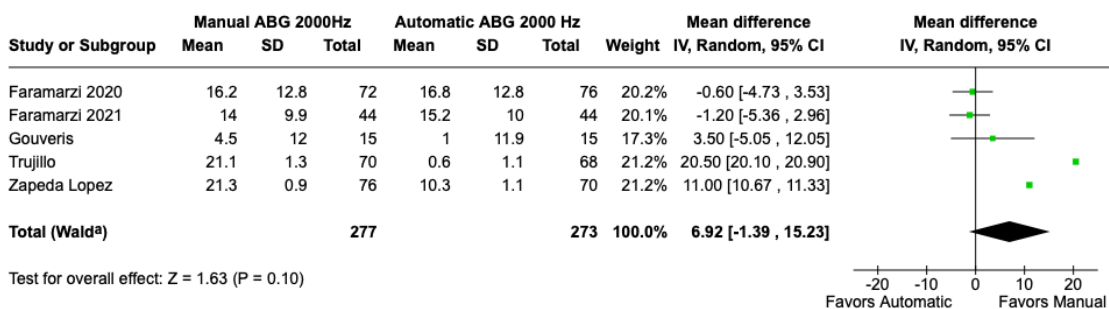 Manual ABG 2000Hz Automatic ABG 2000 Hz Mean difference Mean difference
Study or Subgroup Mean SD Total Mean SD Total Weight IV, Random, 95% CI IV, Random, 95% CI
Faramarzi 2020 16.2 12.8 72 16.8 12.8 76 20.2% -0.60 [-4.73 , 3.53]
Faramarzi 2021 14 9.9 44 15.2 10 44 20.1% -1.20 [-5.36 , 2.96]
Gouveris 4.5 12 15 1 11.9 15 17.3% 3.50 [-5.05 , 12.05]
Trujillo 21.1 1.3 70 0.6 1.1 68 21.2% 20.50 [20.10 , 20.90]
Zapeda Lopez 21.3 0.9 76 10.3 1.1 70 21.2% 11.00 [10.67 , 11.33]
Total (Waldª) 277 273 100.0% 6.92 [-1.39 , 15.23]
Test for overall effect: Z = 1.63 (P = 0.10)
-20 -10 0 10 20
Favors Automatic Favors Manual